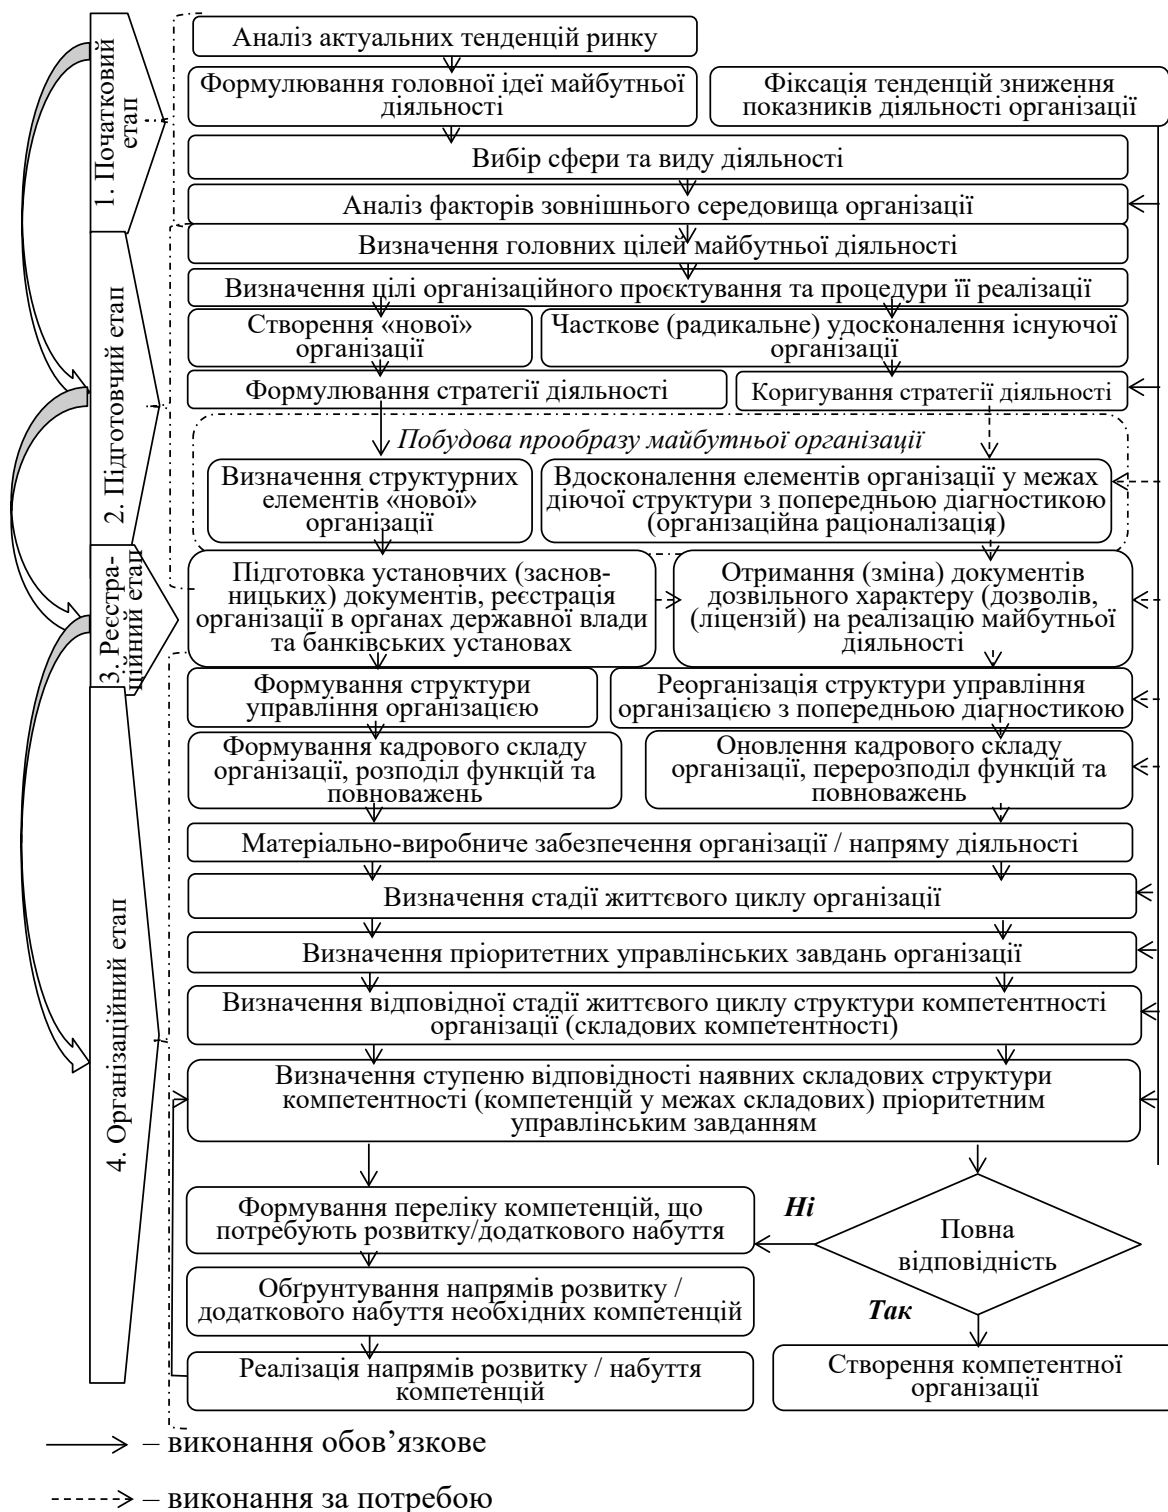 1. Початковий
етап
Аналіз актуальних тенденцій ринку
Формулювання головної ідеї майбутньої
діяльності
Фіксація тенденцій зниження
показників діяльності організації
Вибір сфери та виду діяльності
Аналіз факторів зовнішнього середовища організації
2. Підготовчий етап
Визначення головних цілей майбутньої діяльності
Визначення цілі організаційного проєктування та процедури її реалізації
Створення «нової»
організації
Часткове (радикальне) удосконалення існуючої
організації
Формулювання стратегії діяльності
Коригування стратегії діяльності
Побудова прообразу майбутньої організації
Визначення структурних
елементів «нової»
організації
Вдосконалення елементів організації у межах
діючої структури з попередньою діагностикою
(організаційна раціоналізація)
3. Реєстра-
ційний етап
Підготовка установчих (заснов-
ницьких) документів, реєстрація
організації в органах державної влади
та банківських установах
Отримання (зміна) документів
дозвільного характеру (дозволів,
(ліцензій) на реалізацію майбутньої
діяльності
4. Організаційний етап
Формування структури
управління організацією
Реорганізація структури управління
організацією з попередньою діагностикою
Формування кадрового складу
організації, розподіл функцій та
повноважень
Оновлення кадрового складу
організації, перерозподіл функцій та
повноважень
Матеріально-виробниче забезпечення організації / напряму діяльності
Визначення стадії життєвого циклу організації
Визначення пріоритетних управлінських завдань організації
Визначення відповідної стадії життєвого циклу структури компетентності
організації (складових компетентності)
Визначення ступеню відповідності наявних складових структури
компетентності (компетенцій у межах складових) пріоритетним
управлінським завданням
Формування переліку компетенцій, що
потребують розвитку/додаткового набуття
Ні
Повна
відповідність
Обґрунтування напрямів розвитку /
додаткового набуття необхідних компетенцій
Так
Реалізація напрямів розвитку / набуття
компетенцій
Створення компетентної
організації
– виконання обов’язкове
– виконання за потребою